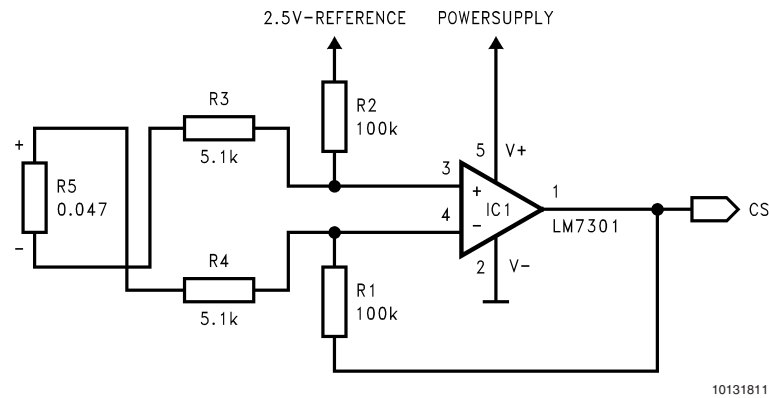 2.5V-REFERENCE
POWERSUPPLY
R3
5.1k
R2
100k
+
R5
0.047
-
3
5
V+
+
IC1
-
4
1
LM7301
CS
2
V-
R4
5.1k
R1
100k
10131811